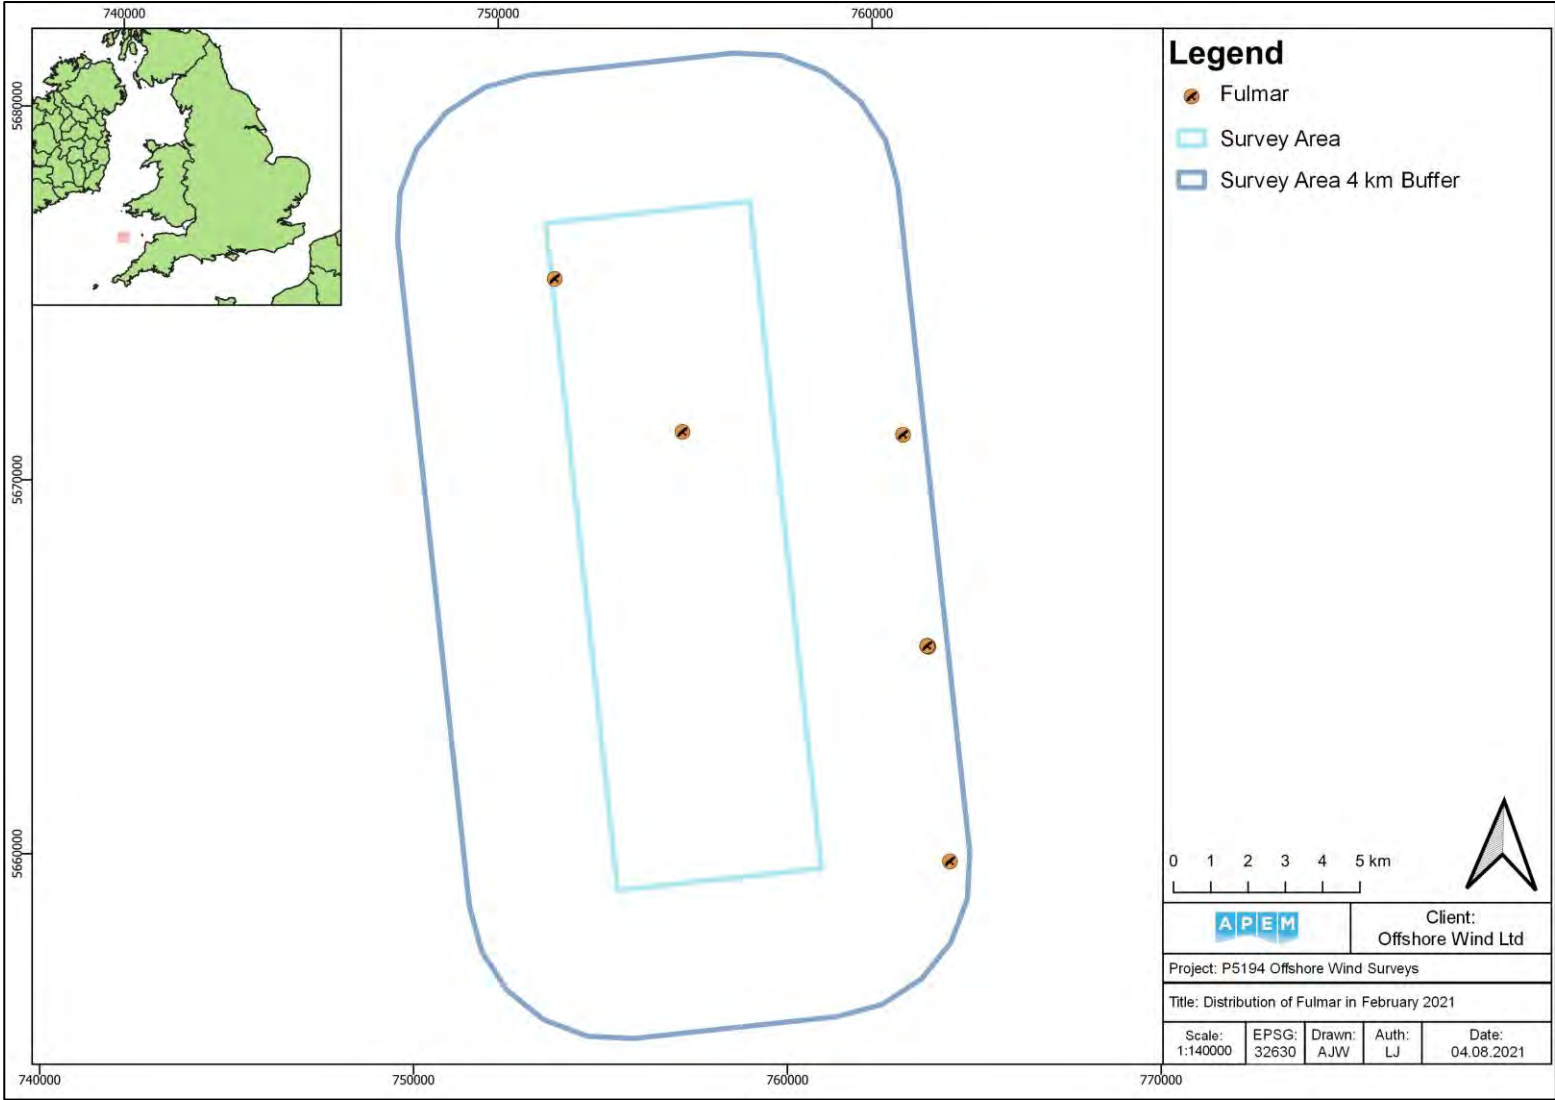 740000
750000
760000
5680000
5670000
5660000
740000
750000
760000
770000
Legend
Fulmar
Survey Area
Survey Area 4 km Buffer
0 1 2 3 4 5 km
APEM
Client:
Offshore Wind Ltd
Project: P5194 Offshore Wind Surveys
Title: Distribution of Fulmar in February 2021
Scale:
1:140000
EPSG:
32630
Drawn:
AJW
Auth:
LJ
Date:
04.08.2021